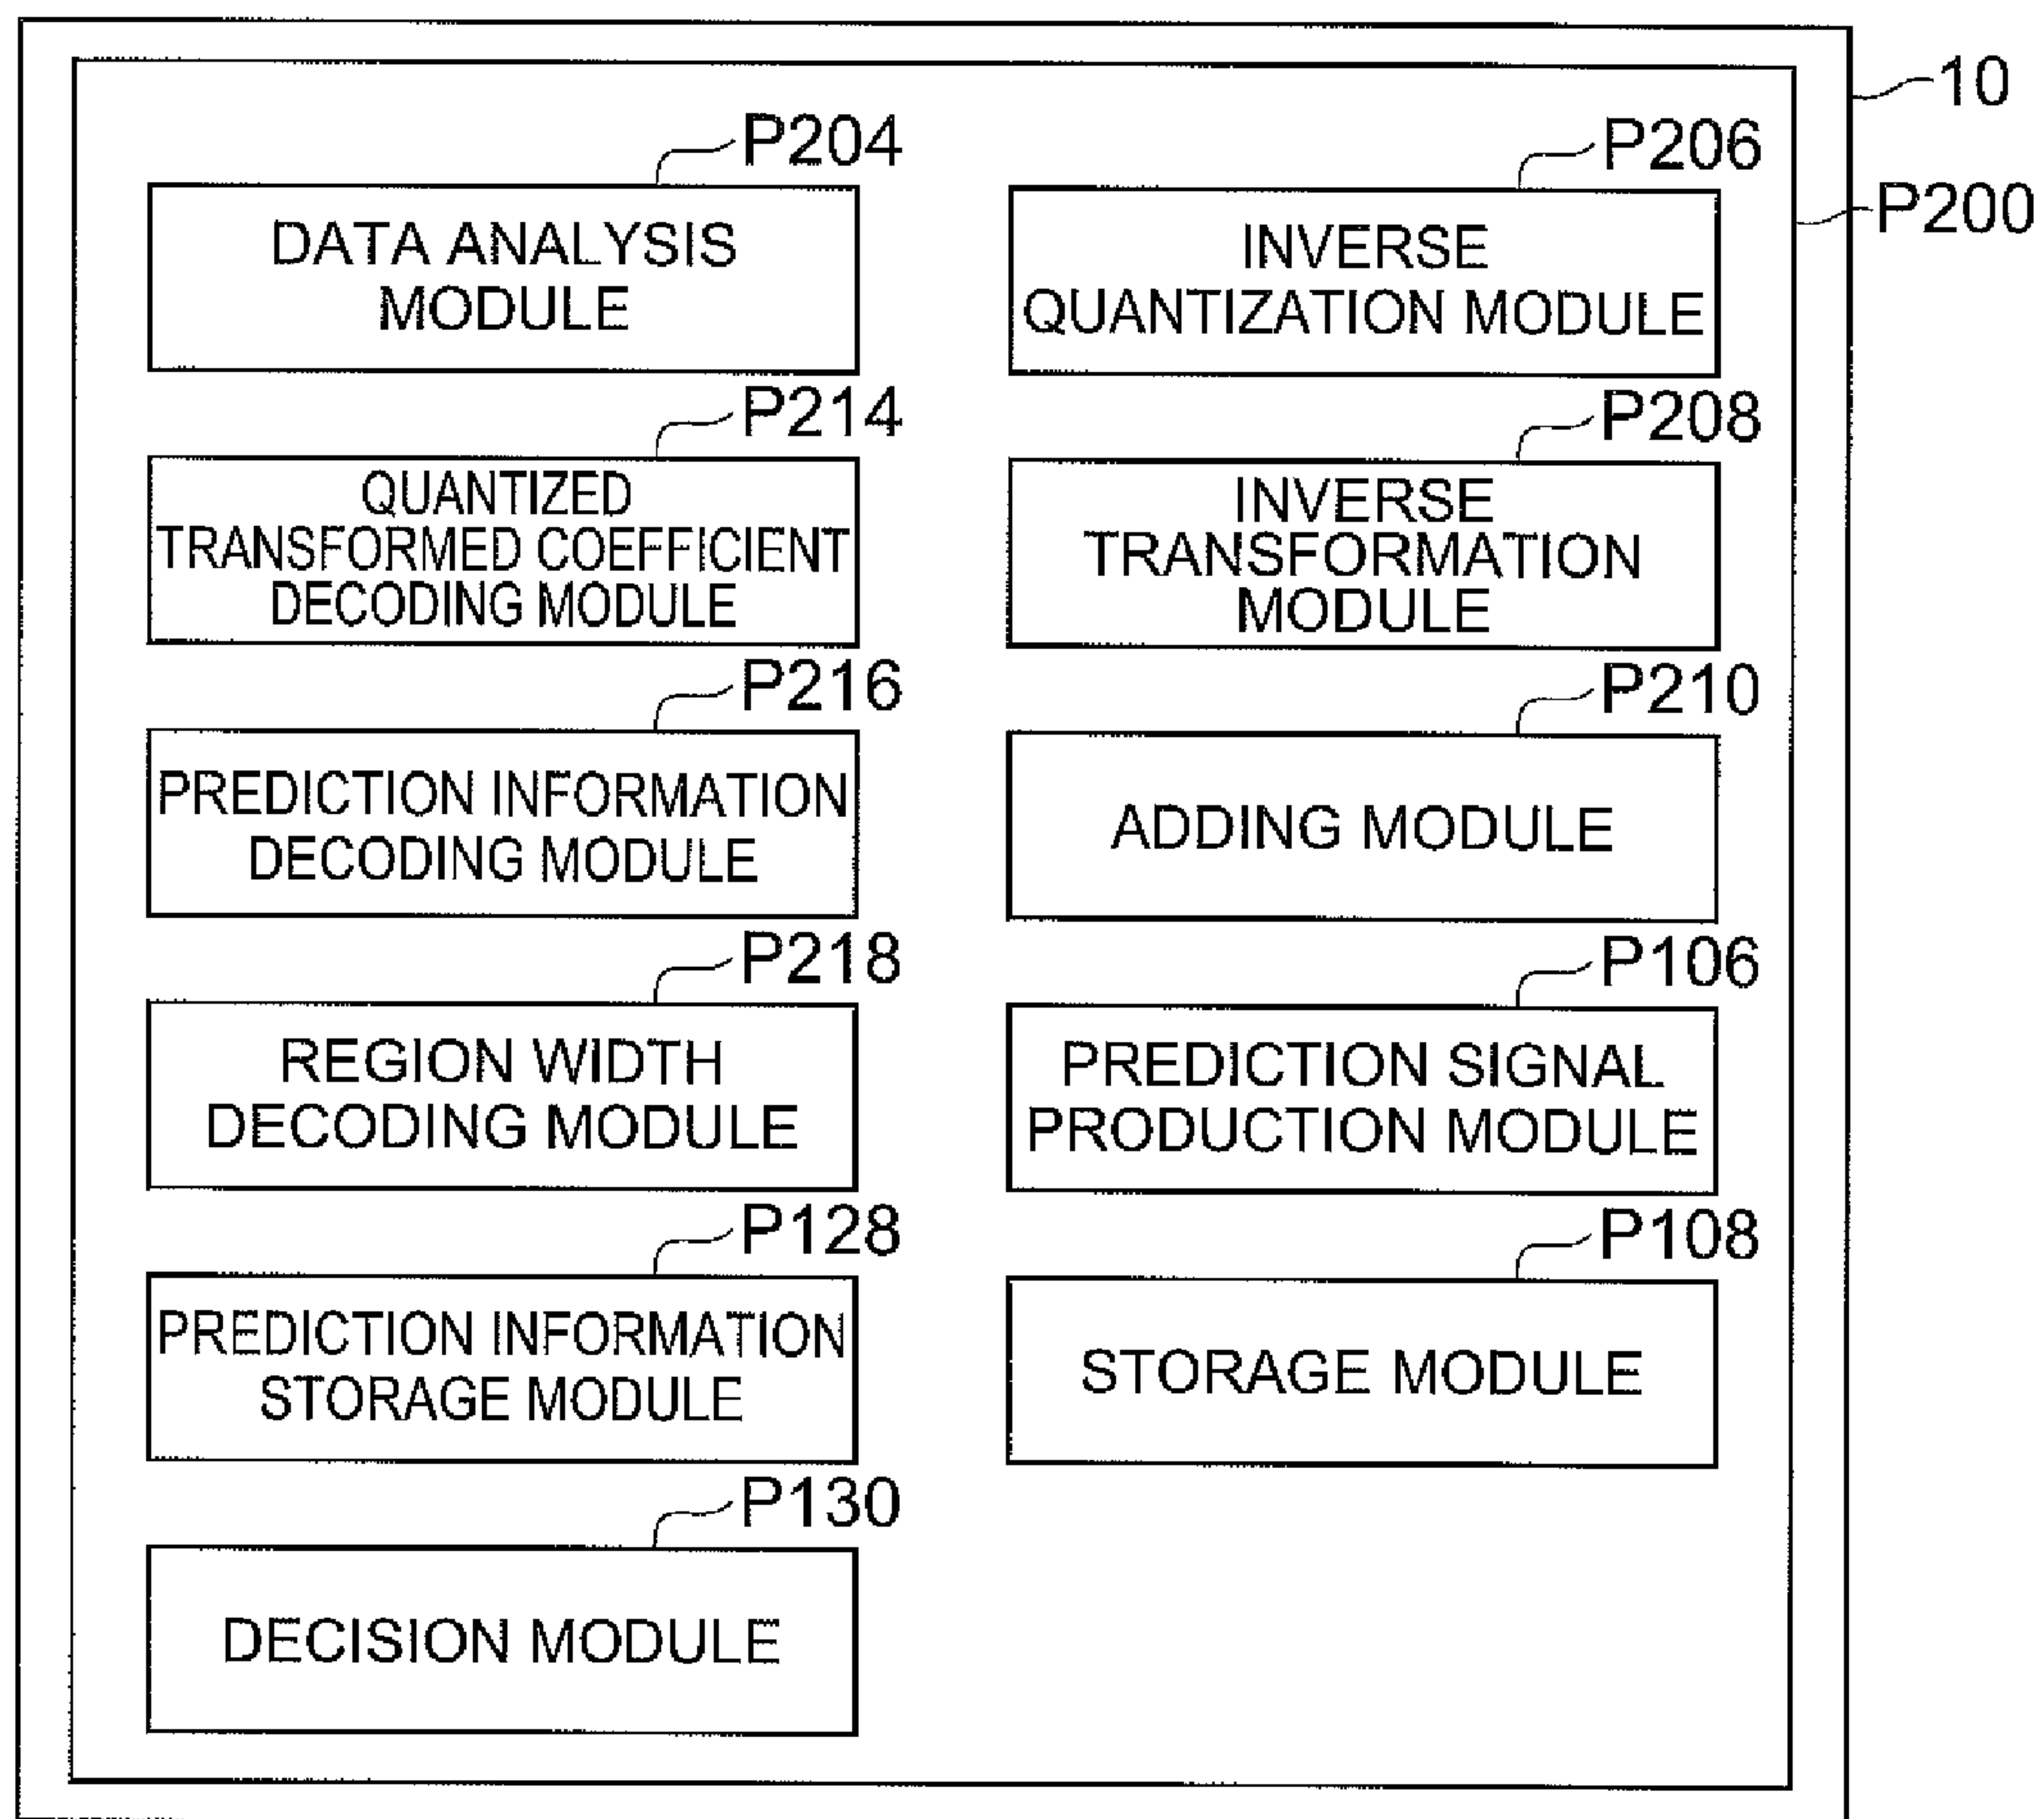 10
P200
P204
DATA ANALYSIS
MODULE
P206
INVERSE
QUANTIZATION MODULE
P214
QUANTIZED
TRANSFORMED COEFFICIENT
DECODING MODULE
P208
INVERSE
TRANSFORMATION
MODULE
P216
PREDICTION INFORMATION
DECODING MODULE
P210
ADDING MODULE
P218
REGION WIDTH
DECODING MODULE
P106
PREDICTION SIGNAL
PRODUCTION MODULE
P128
PREDICTION INFORMATION
STORAGE MODULE
P108
STORAGE MODULE
P130
DECISION MODULE